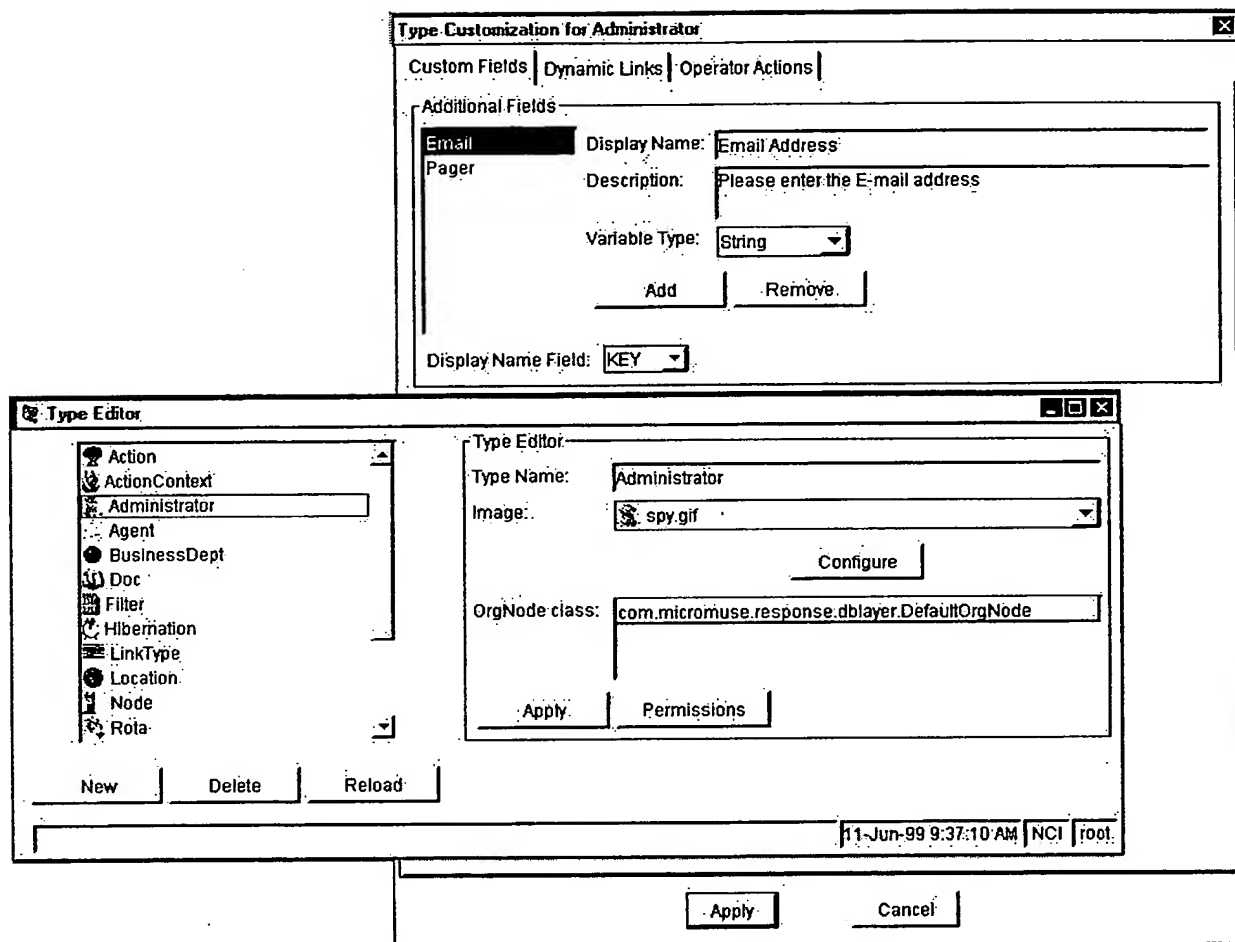 Type Customization for Administrator
Custom Fields Dynamic Links Operator Actions
Additional Fields
Email
Pager
Display Name: Email Address
Description: Please enter the E-mail address
Variable Type: String
Add Remove
Display Name Field: KEY
Type Editor
Action
ActionContext
Administrator
Agent
BusinessDept
Doc
Filter
Hibernation
LinkType
Location
Node
Rota
Type Editor
Type Name: Administrator
Image: spy.gif
Configure
OrgNode class: com.micromuse.response.dblayer.DefaultOrgNode
Apply Permissions
New Delete Reload
11-Jun-99 9:37:10 AM NCI root
Apply Cancel